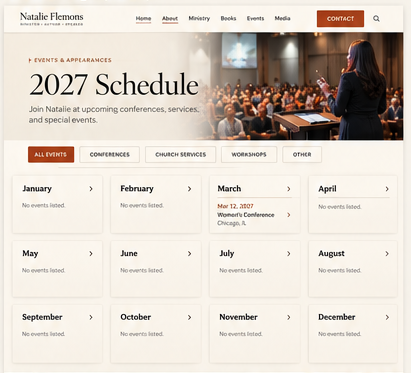 Natalie Flemons
MINISTER • AUTHOR • SPEAKER
Home About Ministry Books Events Media
CONTACT
EVENTS & APPEARANCES
2027 Schedule
Join Natalie at upcoming conferences, services,
and special events.
ALL EVENTS CONFERENCES CHURCH SERVICES WORKSHOPS OTHER
January > February > March > April >
No events listed. No events listed. Mar 12, 2027 No events listed.
Women's Conference >
Chicago, IL
May > June > July > August >
No events listed. No events listed. No events listed. No events listed.
September > October > November > December >
No events listed. No events listed. No events listed. No events listed.